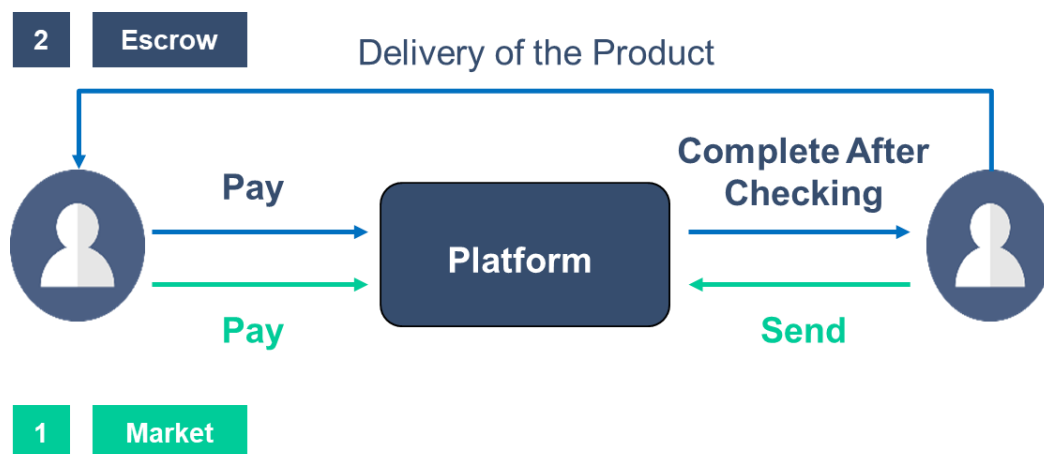 2 Escrow
Delivery of the Product
Pay
Complete After
Checking
Platform
Pay
Send
1 Market